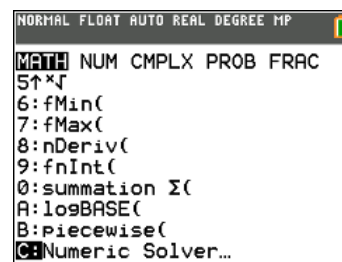 NORMAL FLOAT AUTO REAL DEGREE MP
MATH NUM CMPLX PROB FRAC
5↑ˣ√
6:fMin(
7:fMax(
8:nDeriv(
9:fnInt(
0:summation Σ(
A:logBASE(
B:piecewise(
C:Numeric Solver…